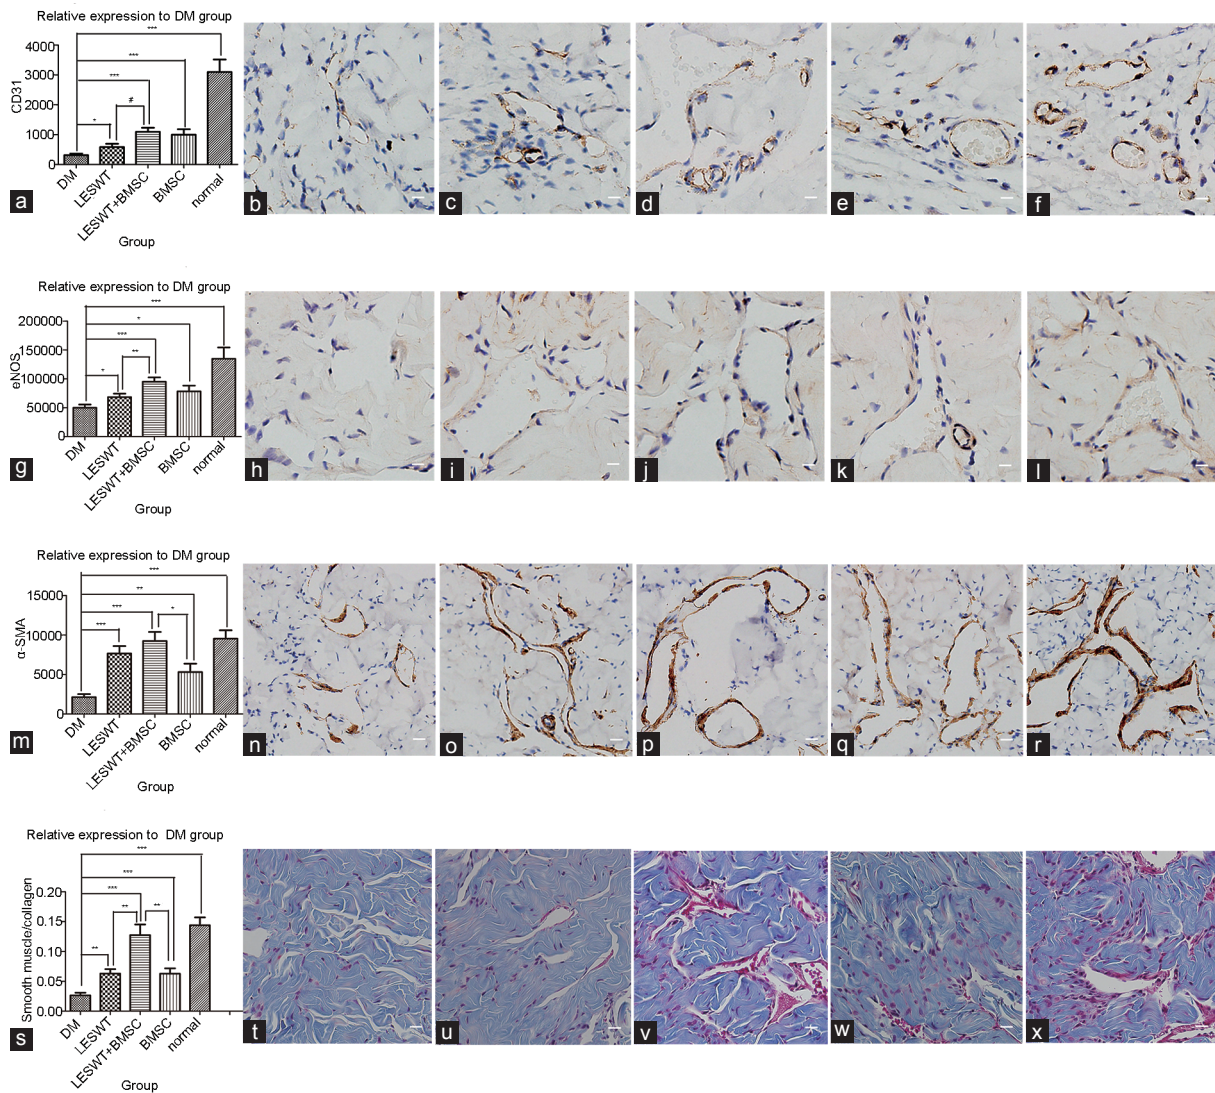 Relative expression to DM group
CD31
4000
3000
2000
1000
0
***
***
***
#
*
DM
LESWT
LESWT+BMSC
BMSC
normal
Group
a
b
c
d
e
f
Relative expression to DM group
eNOS
200000
150000
100000
50000
0
***
*
***
**
*
DM
LESWT
LESWT+BMSC
BMSC
normal
Group
g
h
i
j
k
l
Relative expression to DM group
α-SMA
15000
10000
5000
0
***
**
***
*
***
DM
LESWT
LESWT+BMSC
BMSC
normal
Group
m
n
o
p
q
r
Relative expression to DM group
Smooth muscle/collagen
0.20
0.15
0.10
0.05
0.00
***
***
***
**
**
**
DM
LESWT
LESWT+BMSC
BMSC
normal
Group
s
t
u
v
w
x